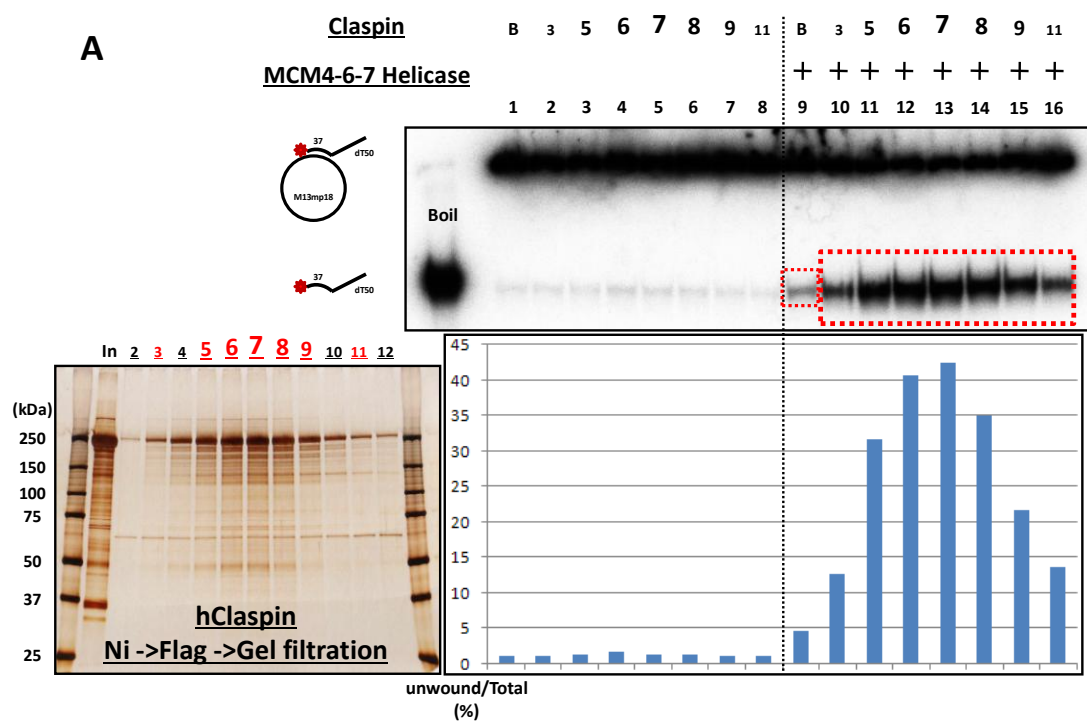 A
Claspin B 3 5 6 7 8 9 11 B 3 5 6 7 8 9 11
MCM4-6-7 Helicase + + + + + + + +
1 2 3 4 5 6 7 8 9 10 11 12 13 14 15 16
37
dT50
M13mp18
Boil
37
dT50
In 2 3 4 5 6 7 8 9 10 11 12
(kDa)
250
150
100
75
50
37
25
hClaspin
Ni ->Flag ->Gel filtration
45
40
35
30
25
20
15
10
5
0
unwound/Total
(%)